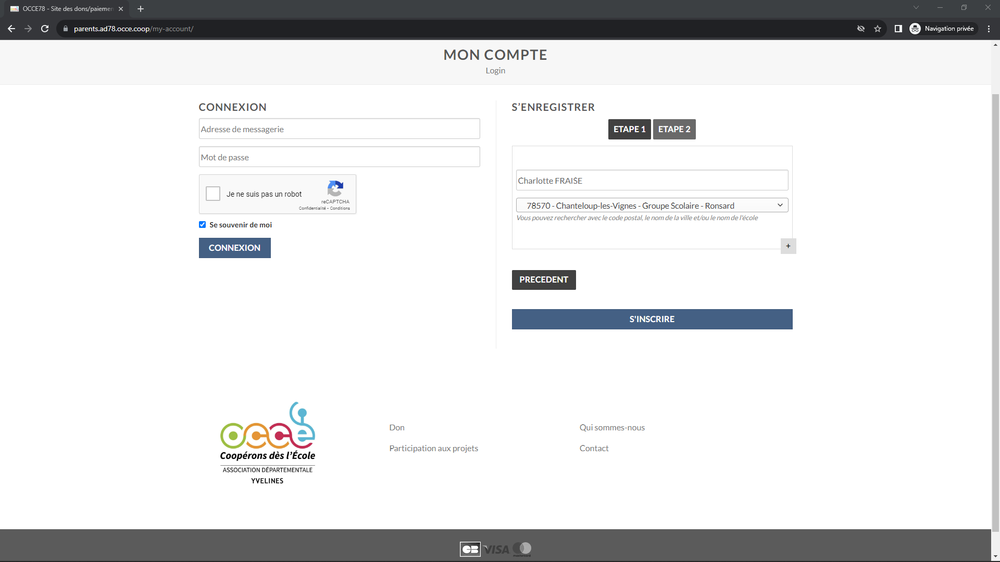 OCCE78 - Site des dons/paiemen
parents.ad78.occe.coop/my-account/
Navigation privée
MON COMPTE
Login
CONNEXION
Adresse de messagerie
Mot de passe
Je ne suis pas un robot
reCAPTCHA
Confidentialité - Conditions
Se souvenir de moi
CONNEXION
S'ENREGISTRER
ETAPE 1 ETAPE 2
Charlotte FRAISE
78570 - Chanteloup-les-Vignes - Groupe Scolaire - Ronsard
Vous pouvez rechercher avec le code postal, le nom de la ville et/ou le nom de l'école
+
PRECEDENT
S'INSCRIRE
occe
Coopérons dès l'École
ASSOCIATION DÉPARTEMENTALE
YVELINES
Don
Participation aux projets
Qui sommes-nous
Contact
CB VISA mastercard